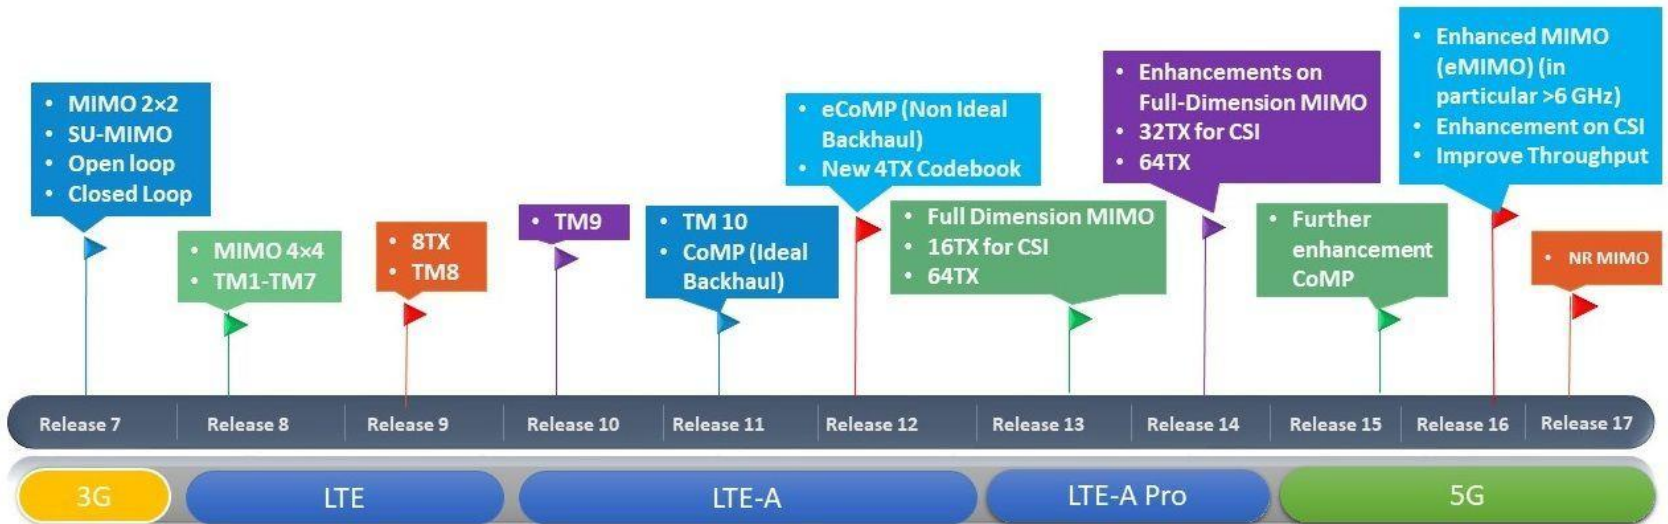 • MIMO 2×2
• SU-MIMO
• Open loop
• Closed Loop
• MIMO 4×4
• TM1-TM7
• 8TX
• TM8
• TM9
• TM 10
• CoMP (Ideal
Backhaul)
• eCoMP (Non Ideal
Backhaul)
• New 4TX Codebook
• Full Dimension MIMO
• 16TX for CSI
• 64TX
• Enhancements on
Full-Dimension MIMO
• 32TX for CSI
• 64TX
• Further
enhancement
CoMP
• Enhanced MIMO
(eMIMO) (in
particular >6 GHz)
• Enhancement on CSI
• Improve Throughput
• NR MIMO
Release 7
Release 8
Release 9
Release 10
Release 11
Release 12
Release 13
Release 14
Release 15
Release 16
Release 17
3G
LTE
LTE-A
LTE-A Pro
5G